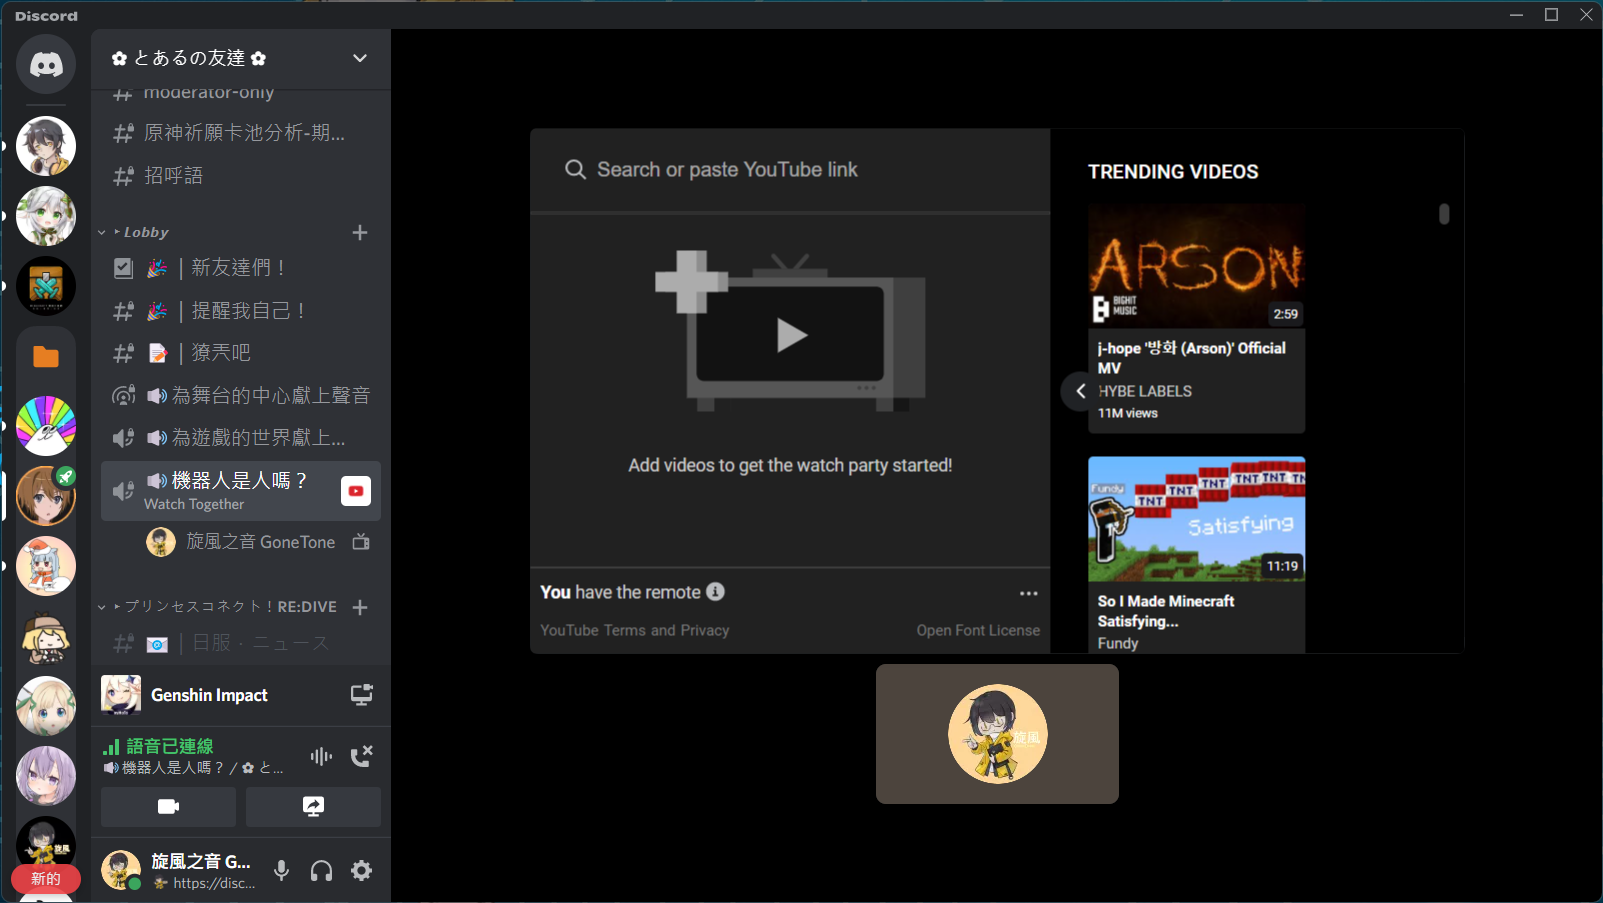 Discord
✿ とあるの友達 ✿
moderator-only
原神祈願卡池分析-期...
招呼語
Lobby
🎉 | 新友達們！
🎉 | 提醒我自己！
📝 | 獠兲吧
🔊為舞台的中心獻上聲音
🔊為遊戲的世界獻上...
🔊機器人是人嗎？
Watch Together
旋風之音 GoneTone
プリンセスコネクト！RE:DIVE
📧 | 日服 · ニュース
Genshin Impact
語音已連線
🔊機器人是人嗎？ / ✿ と...
旋風之音 G...
https://disc...
新的
旋風
Search or paste YouTube link
Add videos to get the watch party started!
You have the remote
YouTube Terms and Privacy
Open Font License
TRENDING VIDEOS
ARSON
BIGHIT
MUSIC
2:59
j-hope '방화 (Arson)' Official
MV
HYBE LABELS
11M views
Fundy
TNT TNT TNT TNT TNT TN
Satisfying
11:19
So I Made Minecraft
Satisfying...
Fundy
旋風